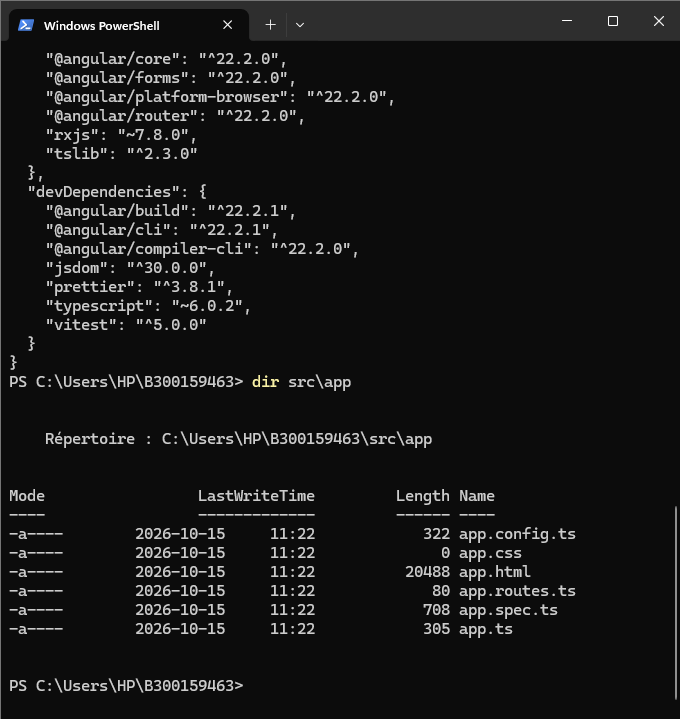 Windows PowerShell
"@angular/core": "^22.2.0",
"@angular/forms": "^22.2.0",
"@angular/platform-browser": "^22.2.0",
"@angular/router": "^22.2.0",
"rxjs": "~7.8.0",
"tslib": "^2.3.0"
},
"devDependencies": {
"@angular/build": "^22.2.1",
"@angular/cli": "^22.2.1",
"@angular/compiler-cli": "^22.2.0",
"jsdom": "^30.0.0",
"prettier": "^3.8.1",
"typescript": "~6.0.2",
"vitest": "^5.0.0"
}
}
PS C:\Users\HP\B300159463> dir src\app
Répertoire : C:\Users\HP\B300159463\src\app
Mode LastWriteTime Length Name
---- ------------- ------ ----
-a---- 2026-10-15 11:22 322 app.config.ts
-a---- 2026-10-15 11:22 0 app.css
-a---- 2026-10-15 11:22 20488 app.html
-a---- 2026-10-15 11:22 80 app.routes.ts
-a---- 2026-10-15 11:22 708 app.spec.ts
-a---- 2026-10-15 11:22 305 app.ts
PS C:\Users\HP\B300159463>